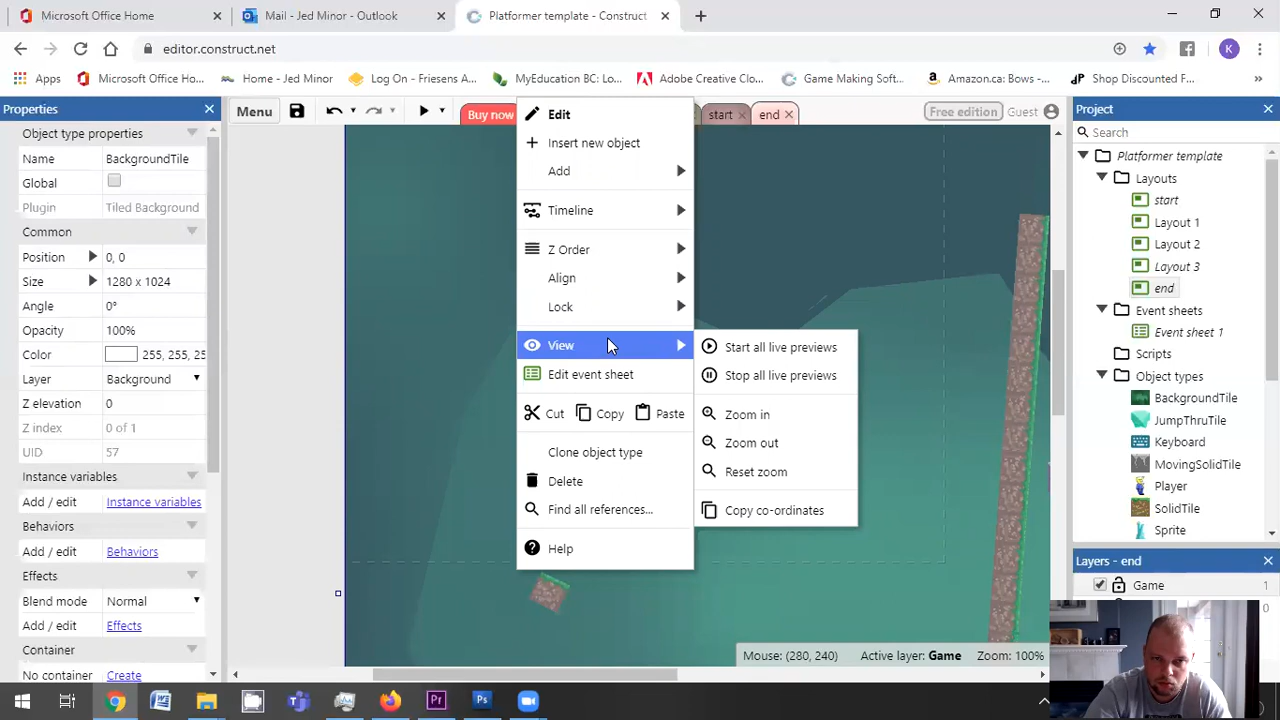 Microsoft Office Home
Mail - Jed Minor - Outlook
Platformer template - Construct
editor.construct.net
K
Apps
Microsoft Office Home
Home - Jed Minor -...
Log On - Friesens A...
MyEducation BC: Lo...
Adobe Creative Clo...
Game Making Soft...
Amazon.ca: Bows -...
Shop Discounted F...
Properties
Menu
Buy now
start
end
Free edition
Guest
Project
Object type properties
Name
BackgroundTile
Global
Plugin
Tiled Background
Common
Position
0, 0
Size
1280 x 1024
Angle
0°
Opacity
100%
Color
255, 255, 25
Layer
Background
Z elevation
0
Z index
0 of 1
UID
57
Instance variables
Add / edit
Instance variables
Behaviors
Add / edit
Behaviors
Effects
Blend mode
Normal
Add / edit
Effects
Container
No container
Create
Edit
Insert new object
Add
Timeline
Z Order
Align
Lock
View
Edit event sheet
Cut
Copy
Paste
Clone object type
Delete
Find all references...
Help
Start all live previews
Stop all live previews
Zoom in
Zoom out
Reset zoom
Copy co-ordinates
Mouse: (280, 240)
Active layer: Game
Zoom: 100%
Search
Platformer template
Layouts
start
Layout 1
Layout 2
Layout 3
end
Event sheets
Event sheet 1
Scripts
Object types
BackgroundTile
JumpThruTile
Keyboard
MovingSolidTile
Player
SolidTile
Sprite
Layers - end
Game
0